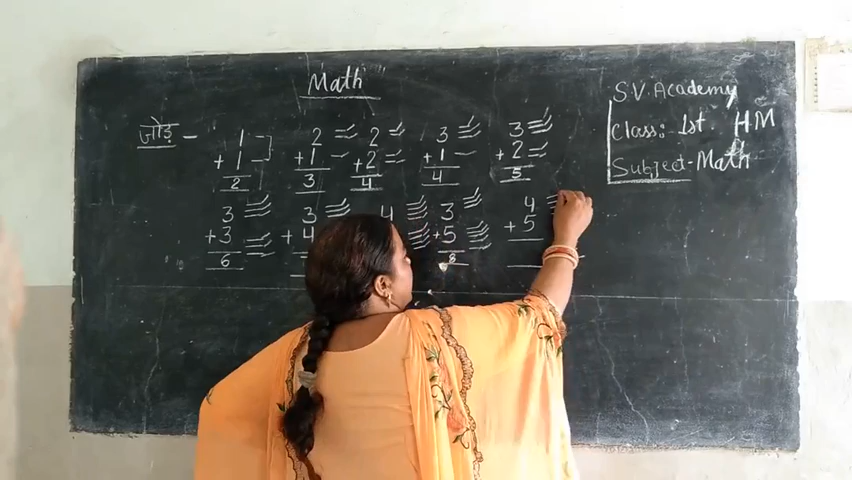 Math
S.V. Academy
Class:- 1st. HM
Subject - Math
जोड़ - 1 2 2 3 3
+1 +1 +2 +1 +2
2 3 4 4 5
3 3 4 3 4
+3 +4 +5 +5
6 8